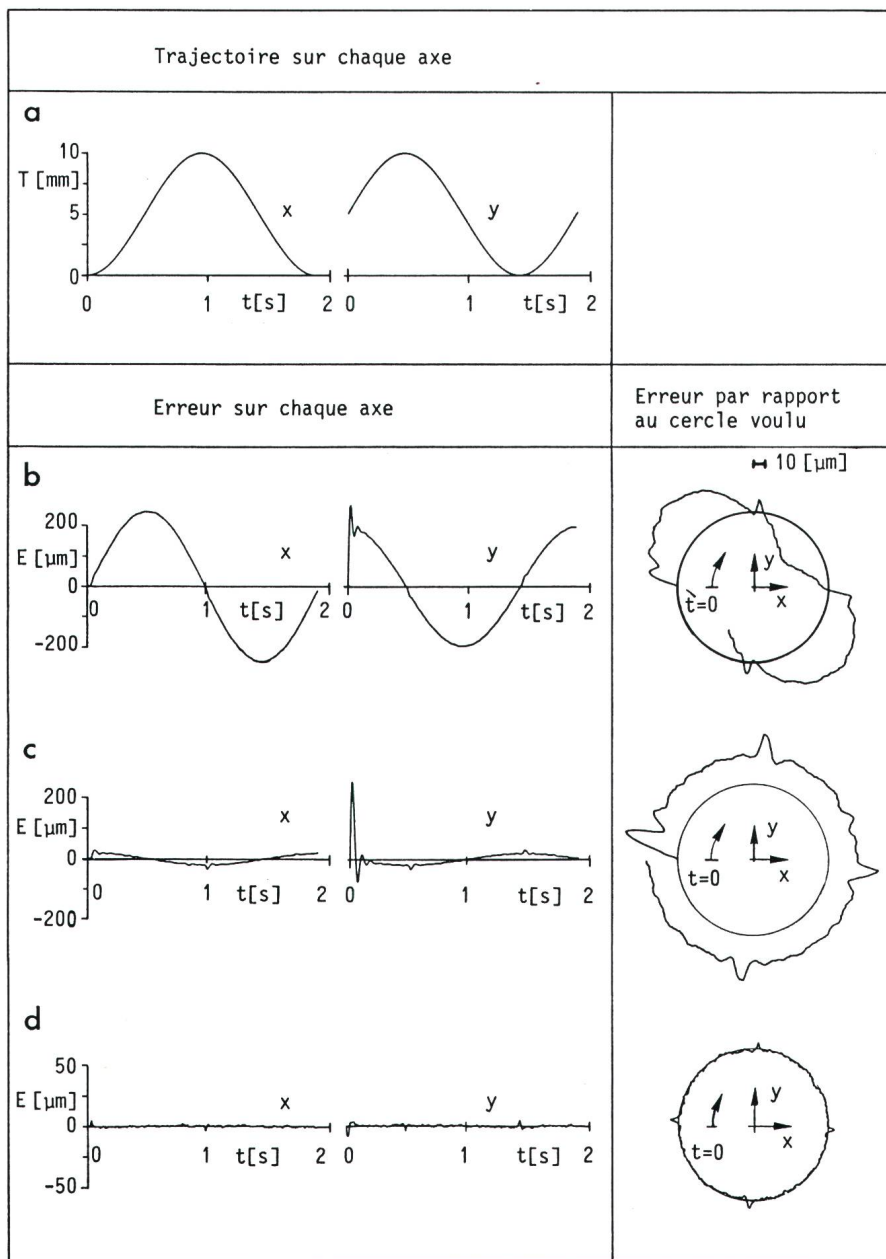 Trajectoire sur chaque axe
a
10
T [mm]
5
0
x
0
1
t[s]
2
y
0
1
t[s]
2
Erreur sur chaque axe
Erreur par rapport
au cercle voulu
b
200
E [µm]
0
-200
x
0
1
t[s]
2
y
0
1
t[s]
2
10 [µm]
y
x
t=0
c
200
E [µm]
0
-200
x
0
1
t[s]
2
y
0
1
t[s]
2
y
x
t=0
d
50
E [µm]
0
-50
x
0
1
t[s]
2
y
0
1
t[s]
2
y
x
t=0